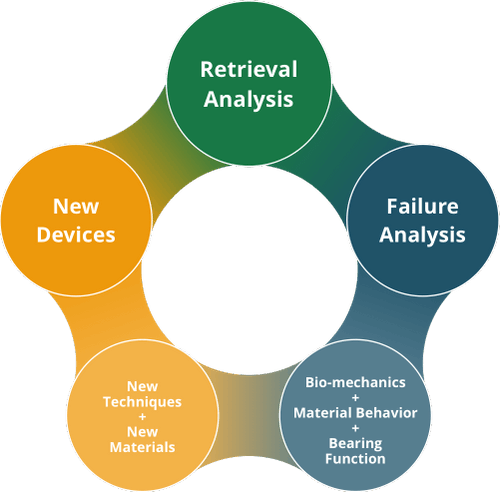 Retrieval
Analysis
Failure
Analysis
Bio-mechanics
+
Material Behavior
+
Bearing
Function
New
Techniques
+
New
Materials
New
Devices